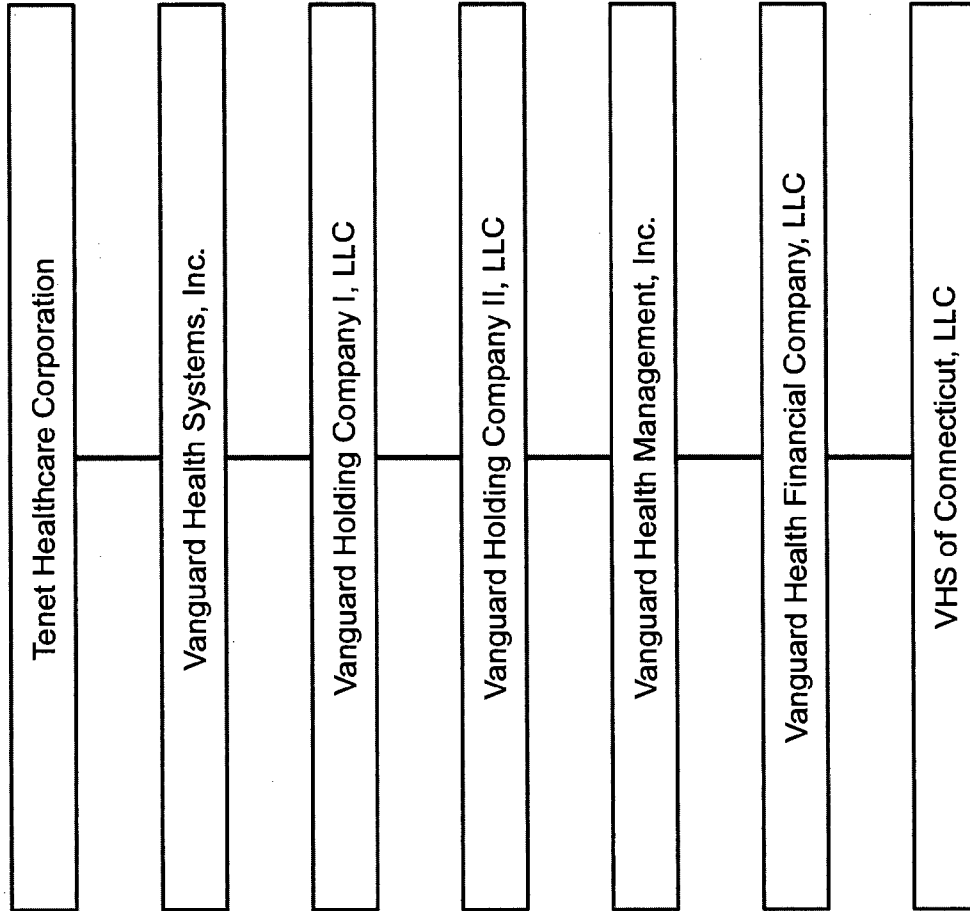 Tenet Healthcare Corporation
Vanguard Health Systems, Inc.
Vanguard Holding Company I, LLC
Vanguard Holding Company II, LLC
Vanguard Health Management, Inc.
Vanguard Health Financial Company, LLC
VHS of Connecticut, LLC